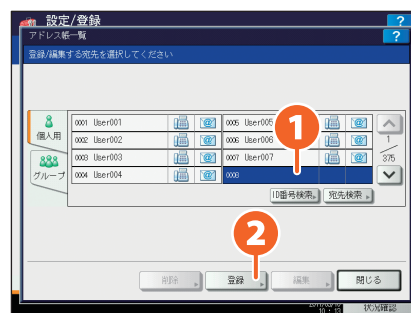 設定/登録
?
アドレス帳一覧
?
登録/編集する宛先を選択してください
個人用
グループ
0001 User001
0002 User002
0003 User003
0004 User004
0005 User005
0006 User006
0007 User007
0008
1
375
1
ID番号検索
宛先検索
2
削除
登録
編集
閉じる
10:13
状況確認